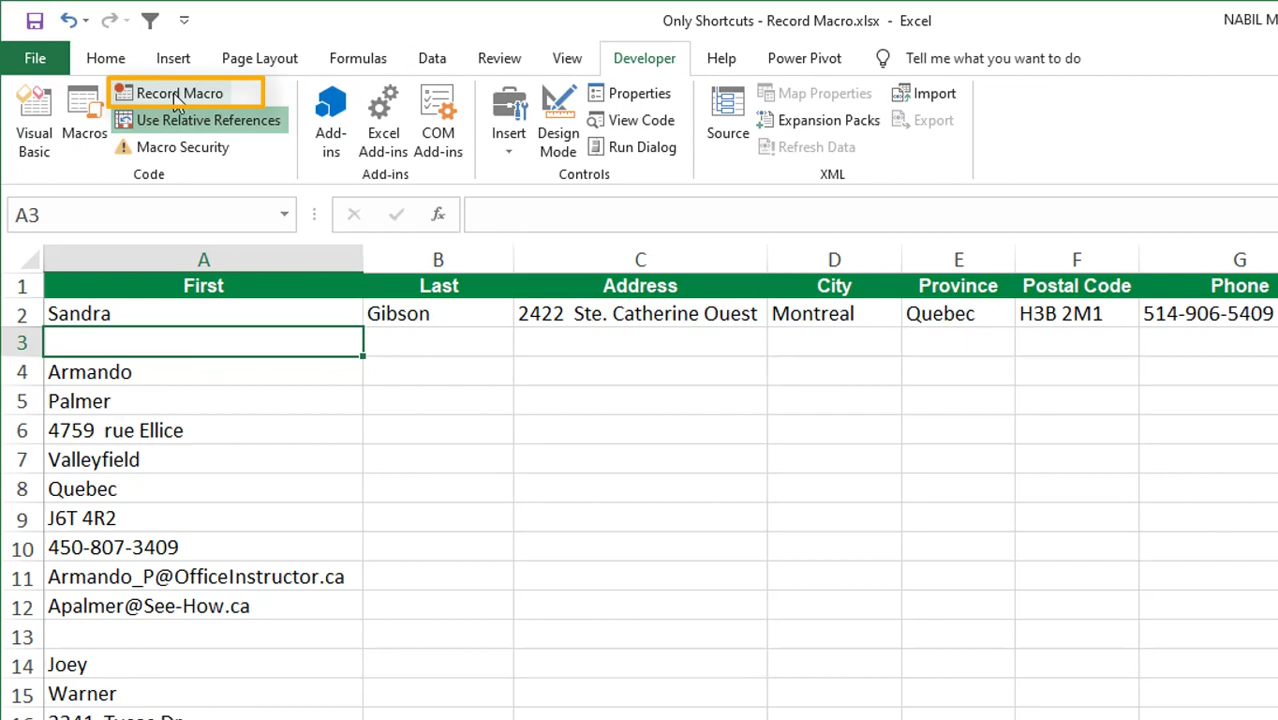 Only Shortcuts - Record Macro.xlsx - Excel
NABIL M
File Home Insert Page Layout Formulas Data Review View Developer Help Power Pivot Tell me what you want to do
Visual Basic
Macros
Record Macro
Use Relative References
Macro Security
Code
Add-ins
Excel Add-ins
COM Add-ins
Add-ins
Insert
Design Mode
Properties
View Code
Run Dialog
Controls
Source
Map Properties
Expansion Packs
Refresh Data
Import
Export
XML
A3
fx
A B C D E F G
1 First Last Address City Province Postal Code Phone
2 Sandra Gibson 2422 Ste. Catherine Ouest Montreal Quebec H3B 2M1 514-906-5409
3
4 Armando
5 Palmer
6 4759 rue Ellice
7 Valleyfield
8 Quebec
9 J6T 4R2
10 450-807-3409
11 Armando_P@OfficeInstructor.ca
12 Apalmer@See-How.ca
13
14 Joey
15 Warner